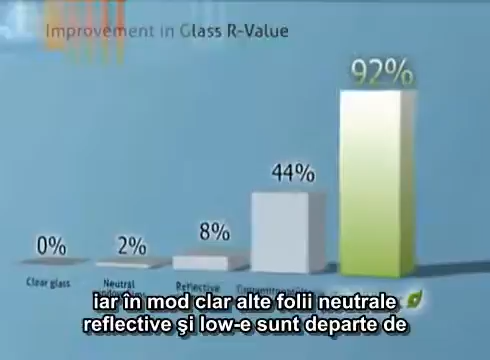 Improvement in Glass R-Value
92%
44%
8%
2%
0%
Clear glass
Neutral
Reflective
iar în mod clar alte folii neutrale
reflective şi low-e sunt departe de